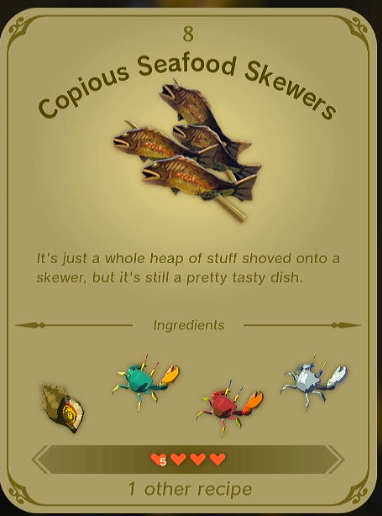 8
Copious Seafood Skewers
It's just a whole heap of stuff shoved onto a
skewer, but it's still a pretty tasty dish.
Ingredients
5
1 other recipe